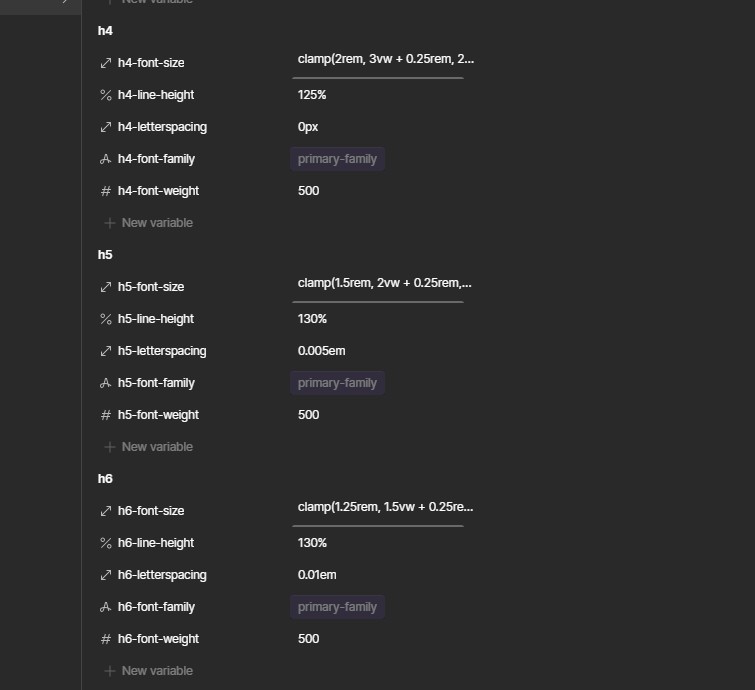 New variable
h4
h4-font-size clamp(2rem, 3vw + 0.25rem, 2...
h4-line-height 125%
h4-letterspacing 0px
h4-font-family primary-family
h4-font-weight 500
New variable
h5
h5-font-size clamp(1.5rem, 2vw + 0.25rem,...
h5-line-height 130%
h5-letterspacing 0.005em
h5-font-family primary-family
h5-font-weight 500
New variable
h6
h6-font-size clamp(1.25rem, 1.5vw + 0.25re...
h6-line-height 130%
h6-letterspacing 0.01em
h6-font-family primary-family
h6-font-weight 500
New variable